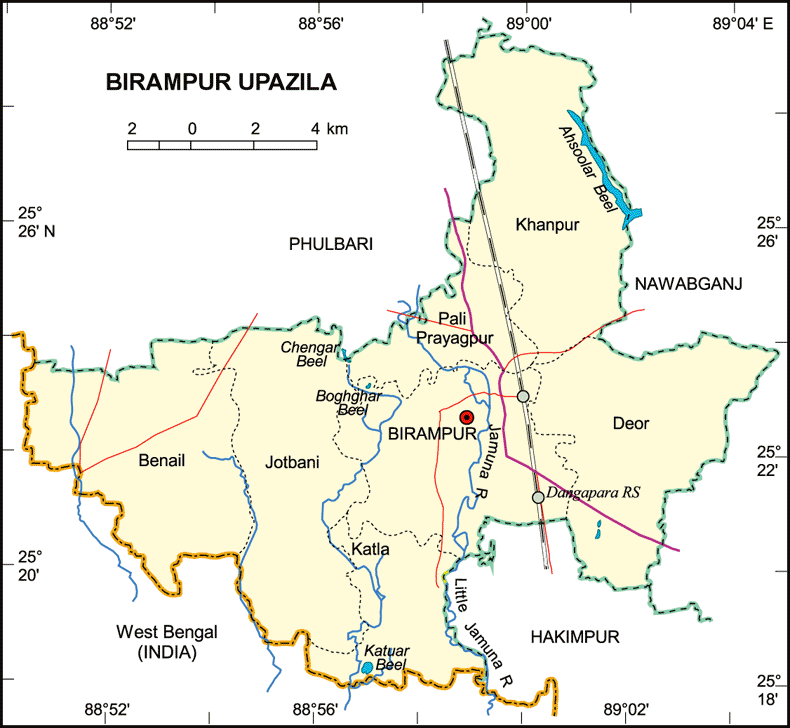 88°52' 88°56' 89°00' 89°04' E
BIRAMPUR UPAZILA
2 0 2 4 km
Ahsoolar Beel
25°
26' N
25°
26'
Khanpur
PHULBARI
NAWABGANJ
Pali
Prayagpur
Chengar
Beel
Boghghar
Beel
BIRAMPUR
Jamuna R
Deor
Benail
Jotbani
25°
22'
Dangapara RS
Katla
25°
20'
Little Jamuna R
West Bengal
(INDIA)
HAKIMPUR
Katuar
Beel
25°
18'
88°52' 88°56' 89°02'